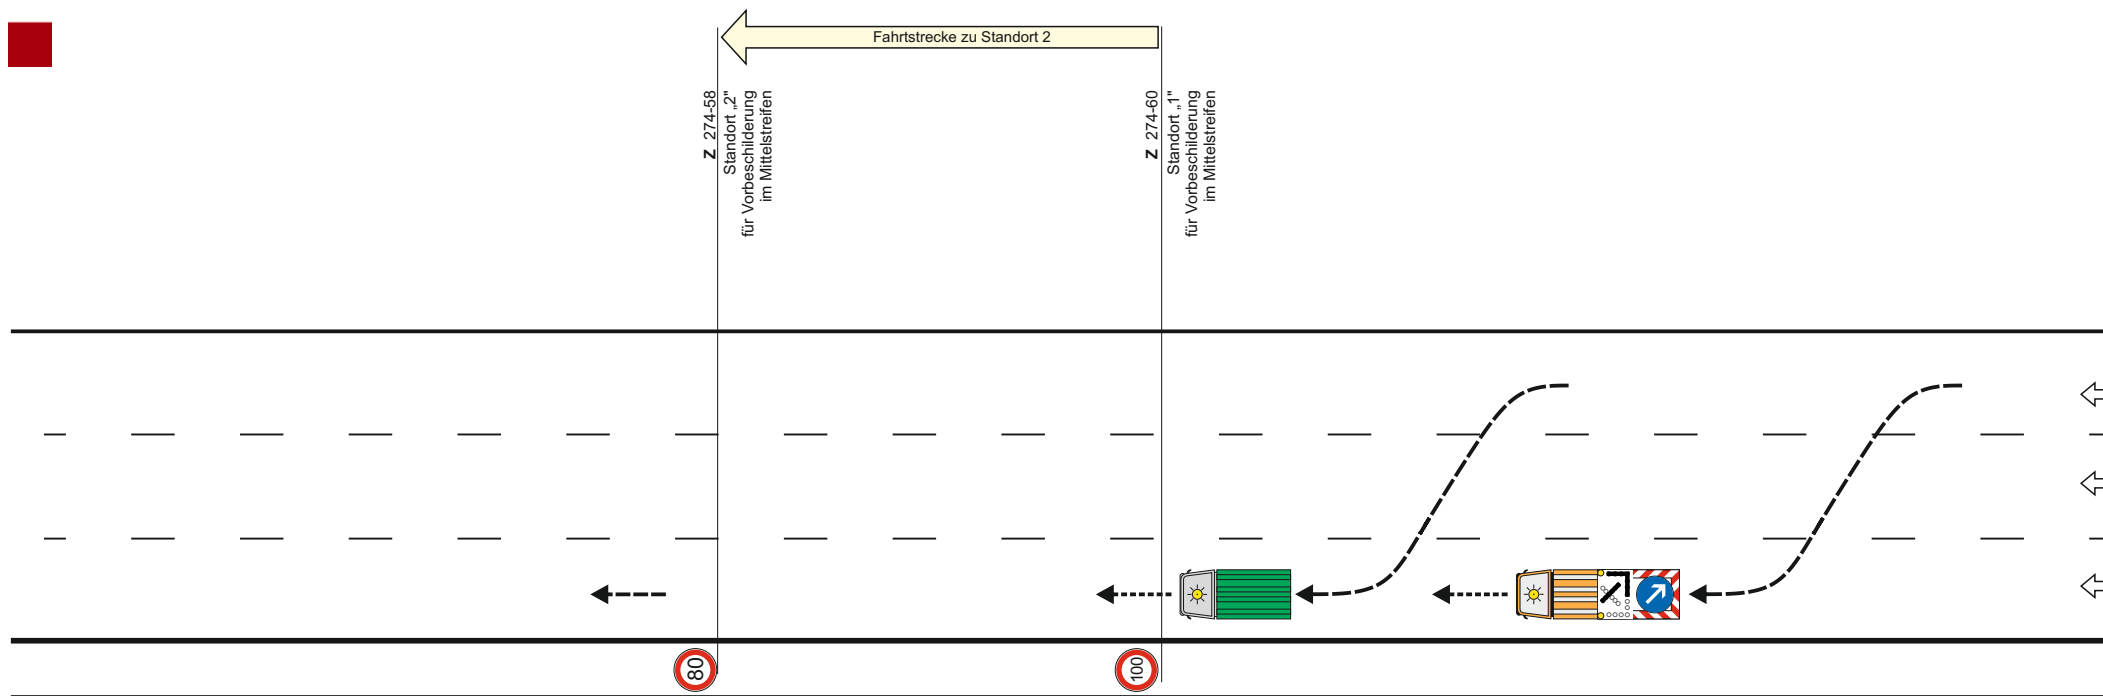 Fahrtstrecke zu Standort 2
Z 274-58
Standort „2"
für Vorbeschilderung
im Mittelstreifen
Z 274-60
Standort „1"
für Vorbeschilderung
im Mittelstreifen
80
100